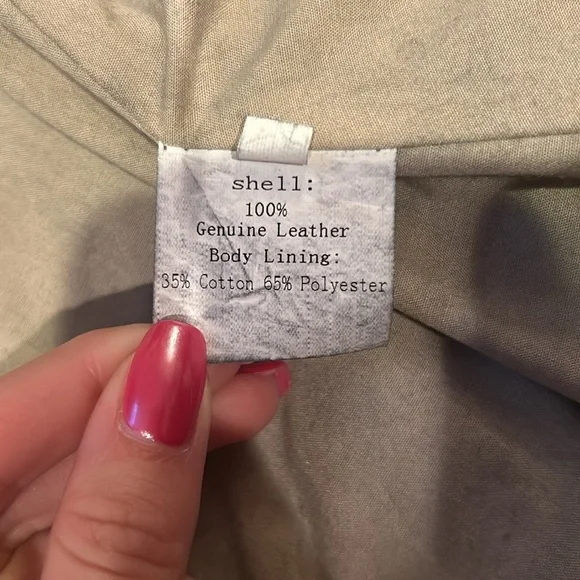 shell:
100%
Genuine Leather
Body Lining:
35% Cotton 65% Polyester